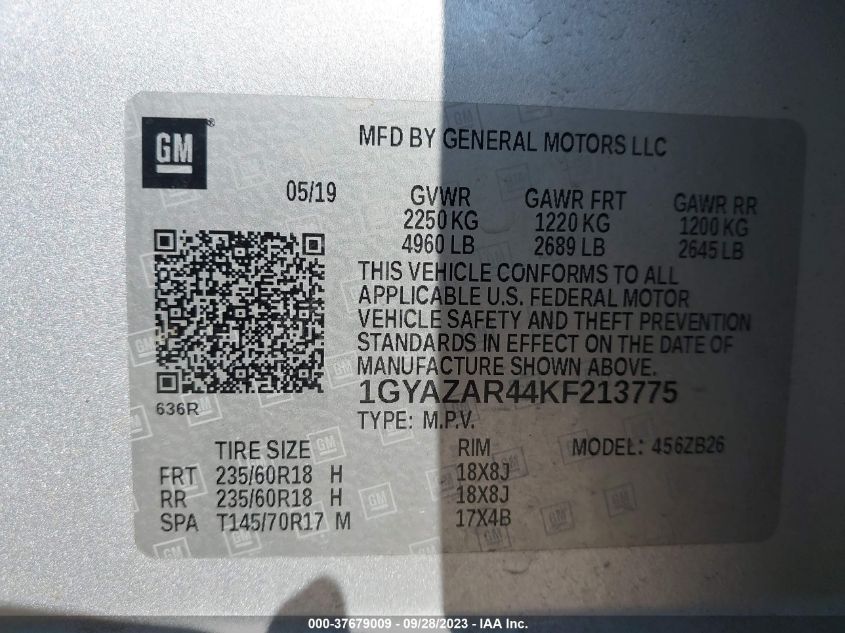 GM
MFD BY GENERAL MOTORS LLC
05/19 GVWR GAWR FRT GAWR RR
2250 KG 1220 KG 1200 KG
4960 LB 2689 LB 2645 LB
THIS VEHICLE CONFORMS TO ALL
APPLICABLE U.S. FEDERAL MOTOR
VEHICLE SAFETY AND THEFT PREVENTION
STANDARDS IN EFFECT ON THE DATE OF
MANUFACTURE SHOWN ABOVE.
636R
1GYAZAR44KF213775
TYPE: M.P.V.
TIRE SIZE RIM MODEL: 456ZB26
FRT 235/60R18 H 18X8J
RR 235/60R18 H 18X8J
SPA T145/70R17 M 17X4B
000-37679009 - 09/28/2023 - IAA Inc.